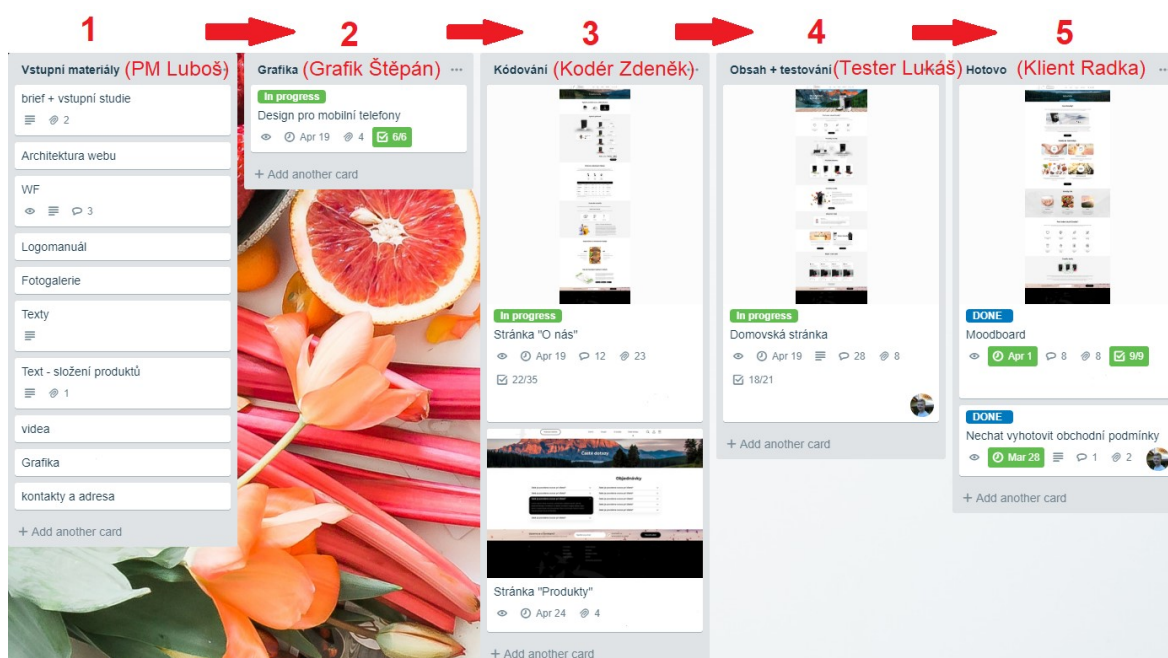 1
2
3
4
5
Vstupní materiály (PM Luboš)
brief + vstupní studie
2
Architektura webu
WF
3
Logomanuál
Fotogalerie
Texty
Text - složení produktů
1
videa
Grafika
kontakty a adresa
+ Add another card
Grafika (Grafik Štěpán)
In progress
Design pro mobilní telefony
Apr 19 4 6/6
+ Add another card
Kódování (Kodér Zdeněk)
In progress
Stránka "O nás"
Apr 19 12 23
22/35
Časté dotazy
Objednávky
Stránka "Produkty"
Apr 24 4
+ Add another card
Obsah + testování (Tester Lukáš)
In progress
Domovská stránka
Apr 19 28 8
18/21
+ Add another card
Hotovo (Klient Radka)
DONE
Moodboard
Apr 1 8 8 9/9
DONE
Nechat vyhotovit obchodní podmínky
Mar 28 1 2
+ Add another card